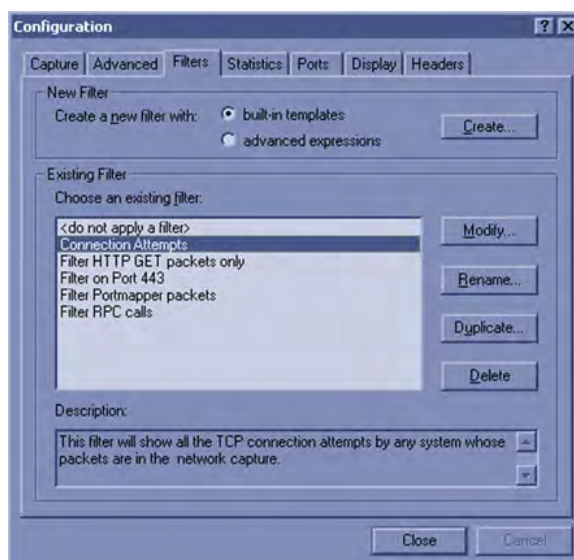 Configuration
Capture Advanced Filters Statistics Ports Display Headers
New Filter
Create a new filter with:
built-in templates
advanced expressions
Create...
Existing Filter
Choose an existing filter:
<do not apply a filter>
Connection Attempts
Filter HTTP GET packets only
Filter on Port 443
Filter Portmapper packets
Filter RPC calls
Modify...
Rename...
Duplicate...
Delete
Description:
This filter will show all the TCP connection attempts by any system whose
packets are in the network capture.
Close
Cancel